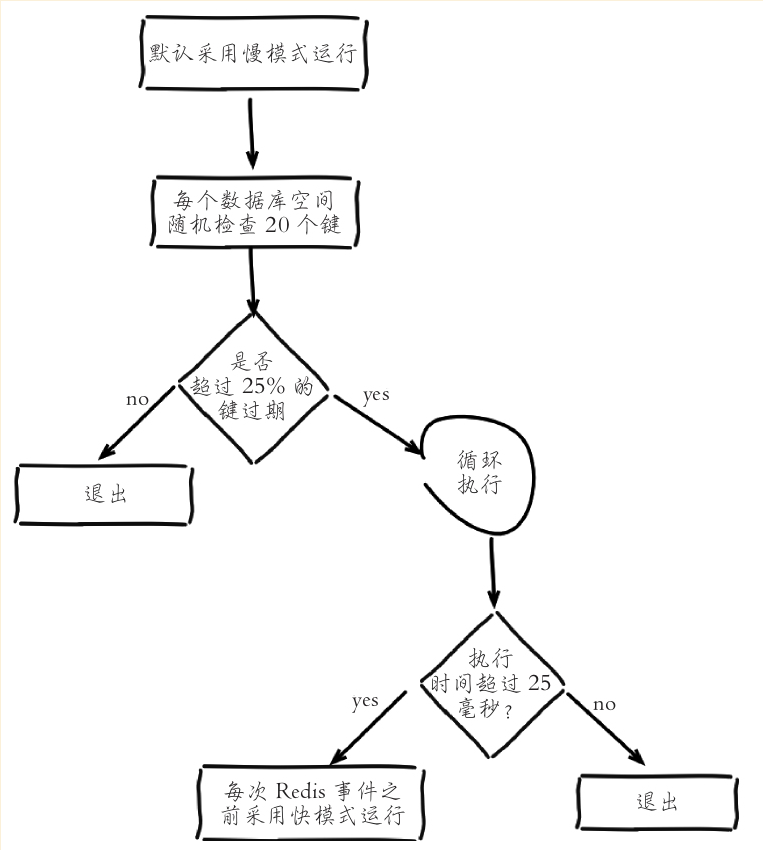 默认采用慢模式运行
每个数据库空间
随机检查 20 个键
是否
超过 25% 的
键过期
no
yes
退出
循环
执行
执行
时间超过 25
毫秒?
yes
no
每次 Redis 事件之
前采用快模式运行
退出